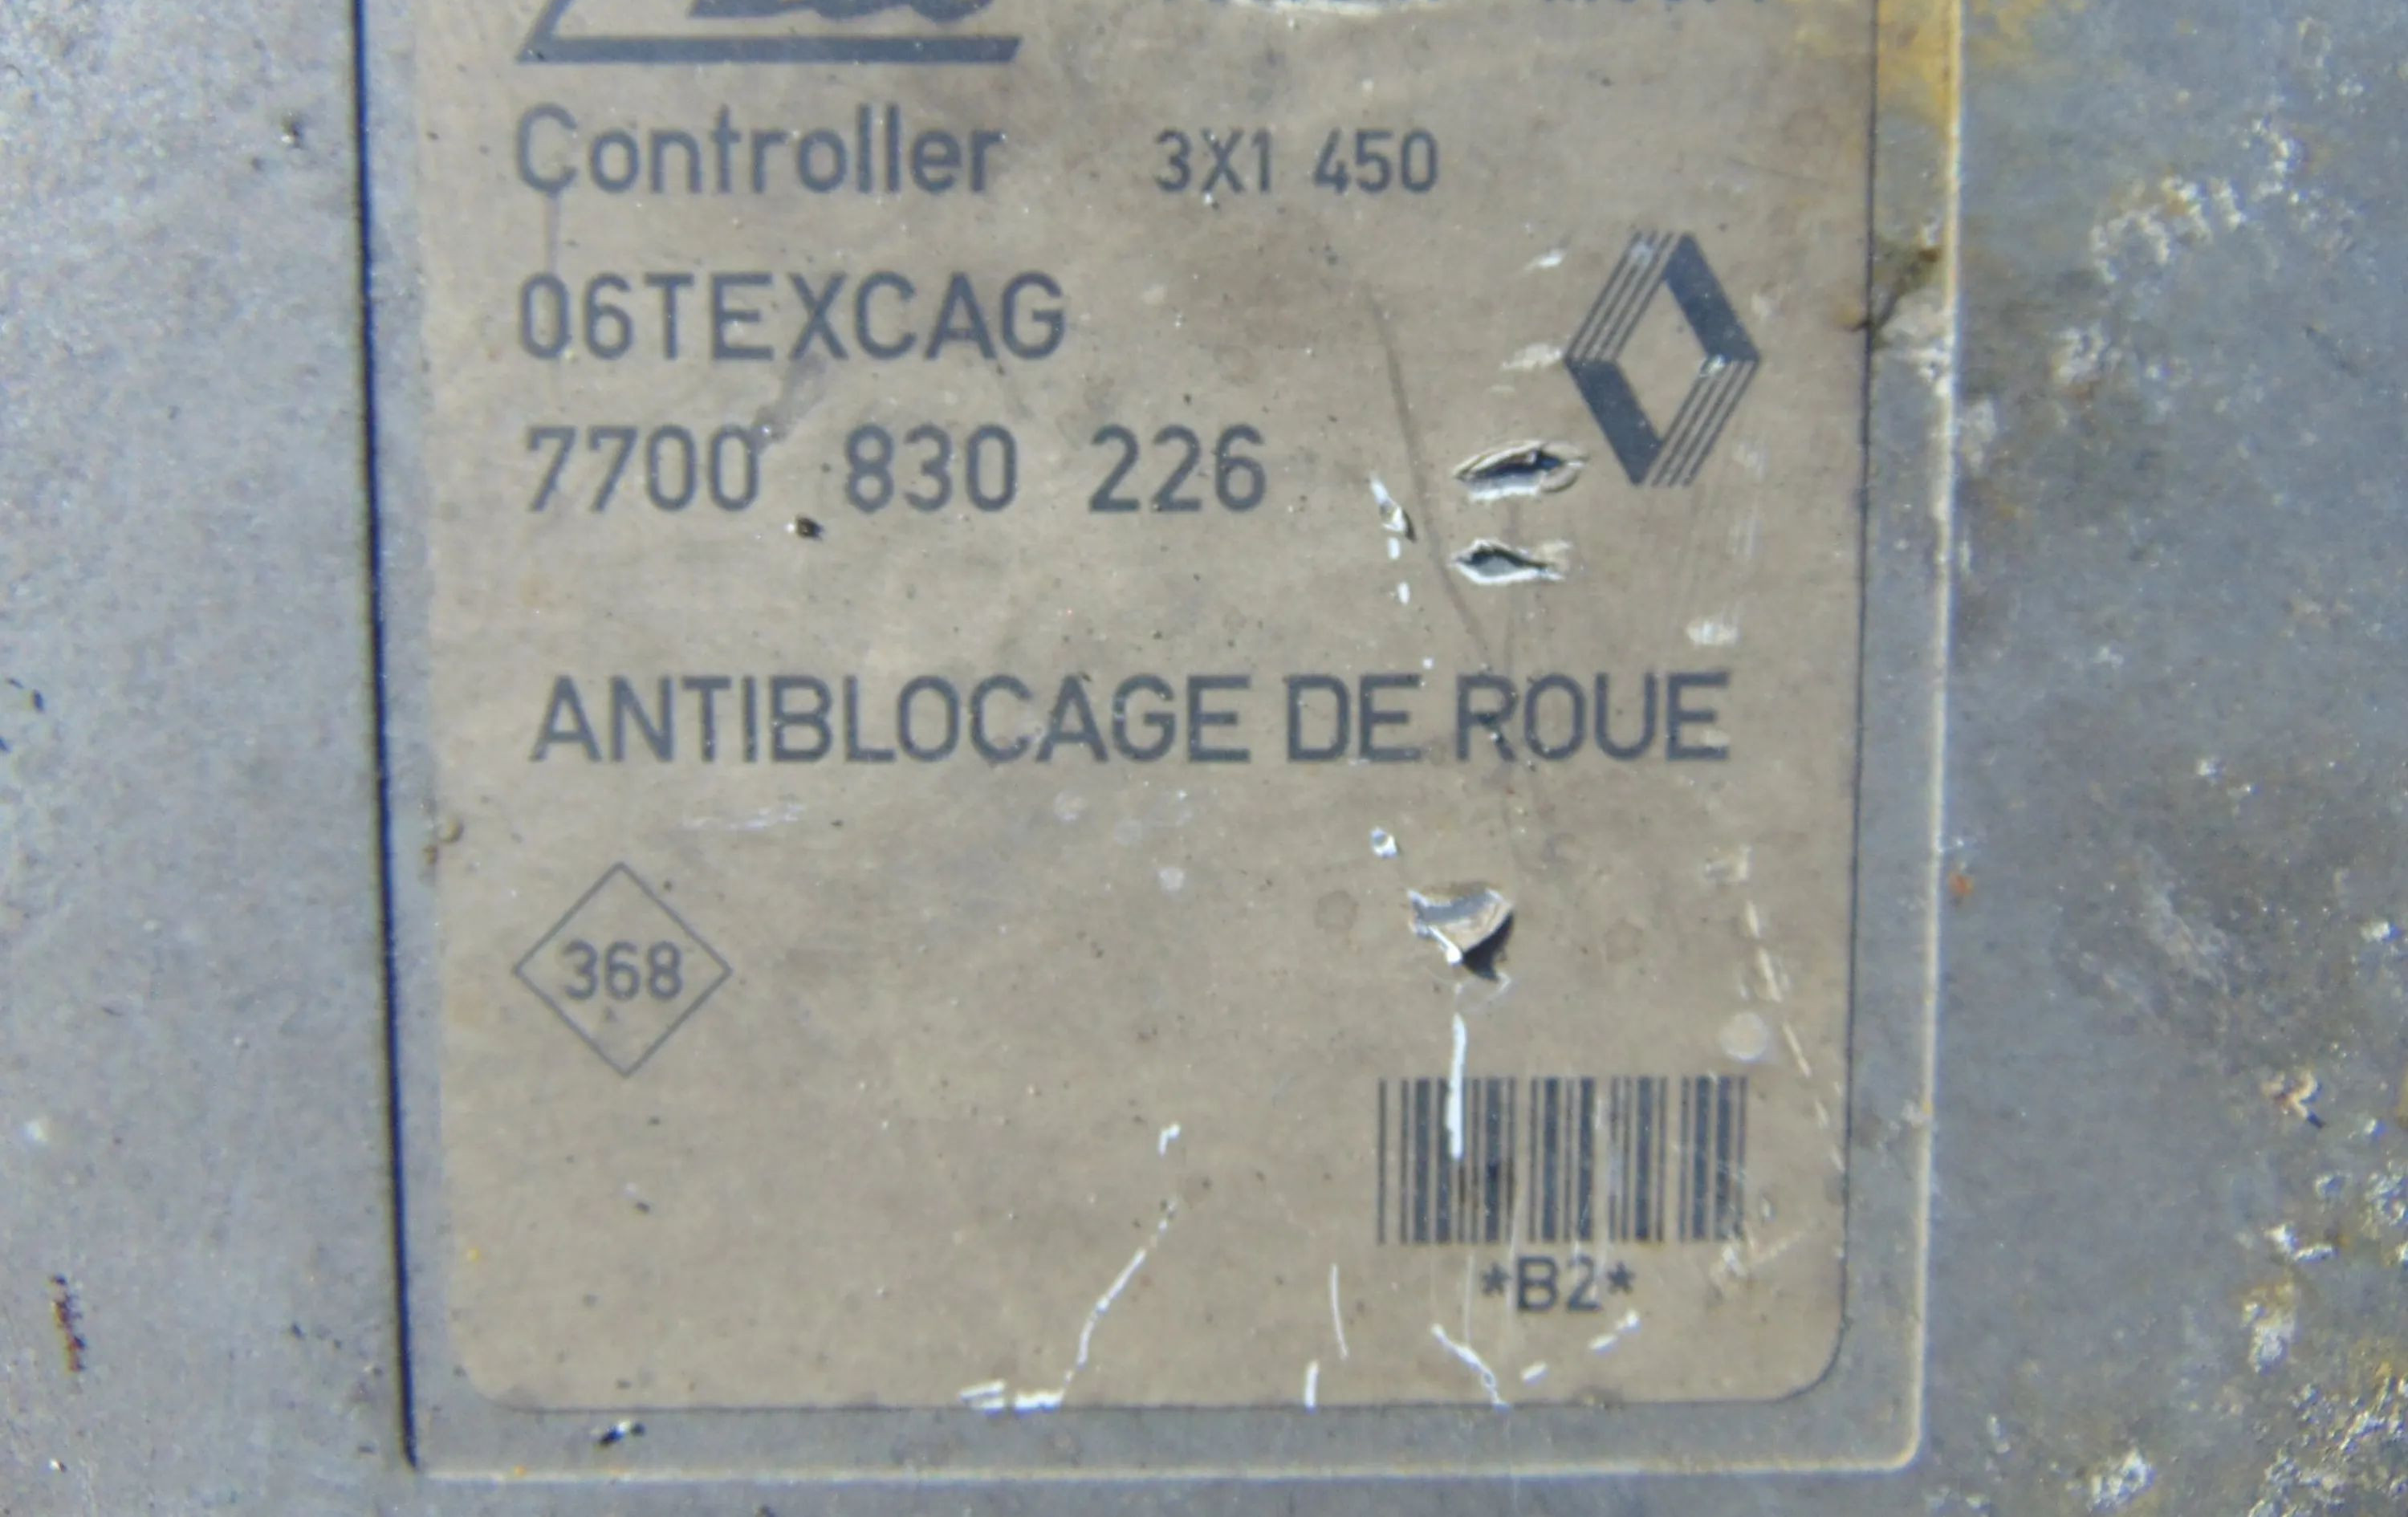 Controller 3X1 450
06TEXCAG
7700 830 226
ANTIBLOCAGE DE ROUE
368
*B2*